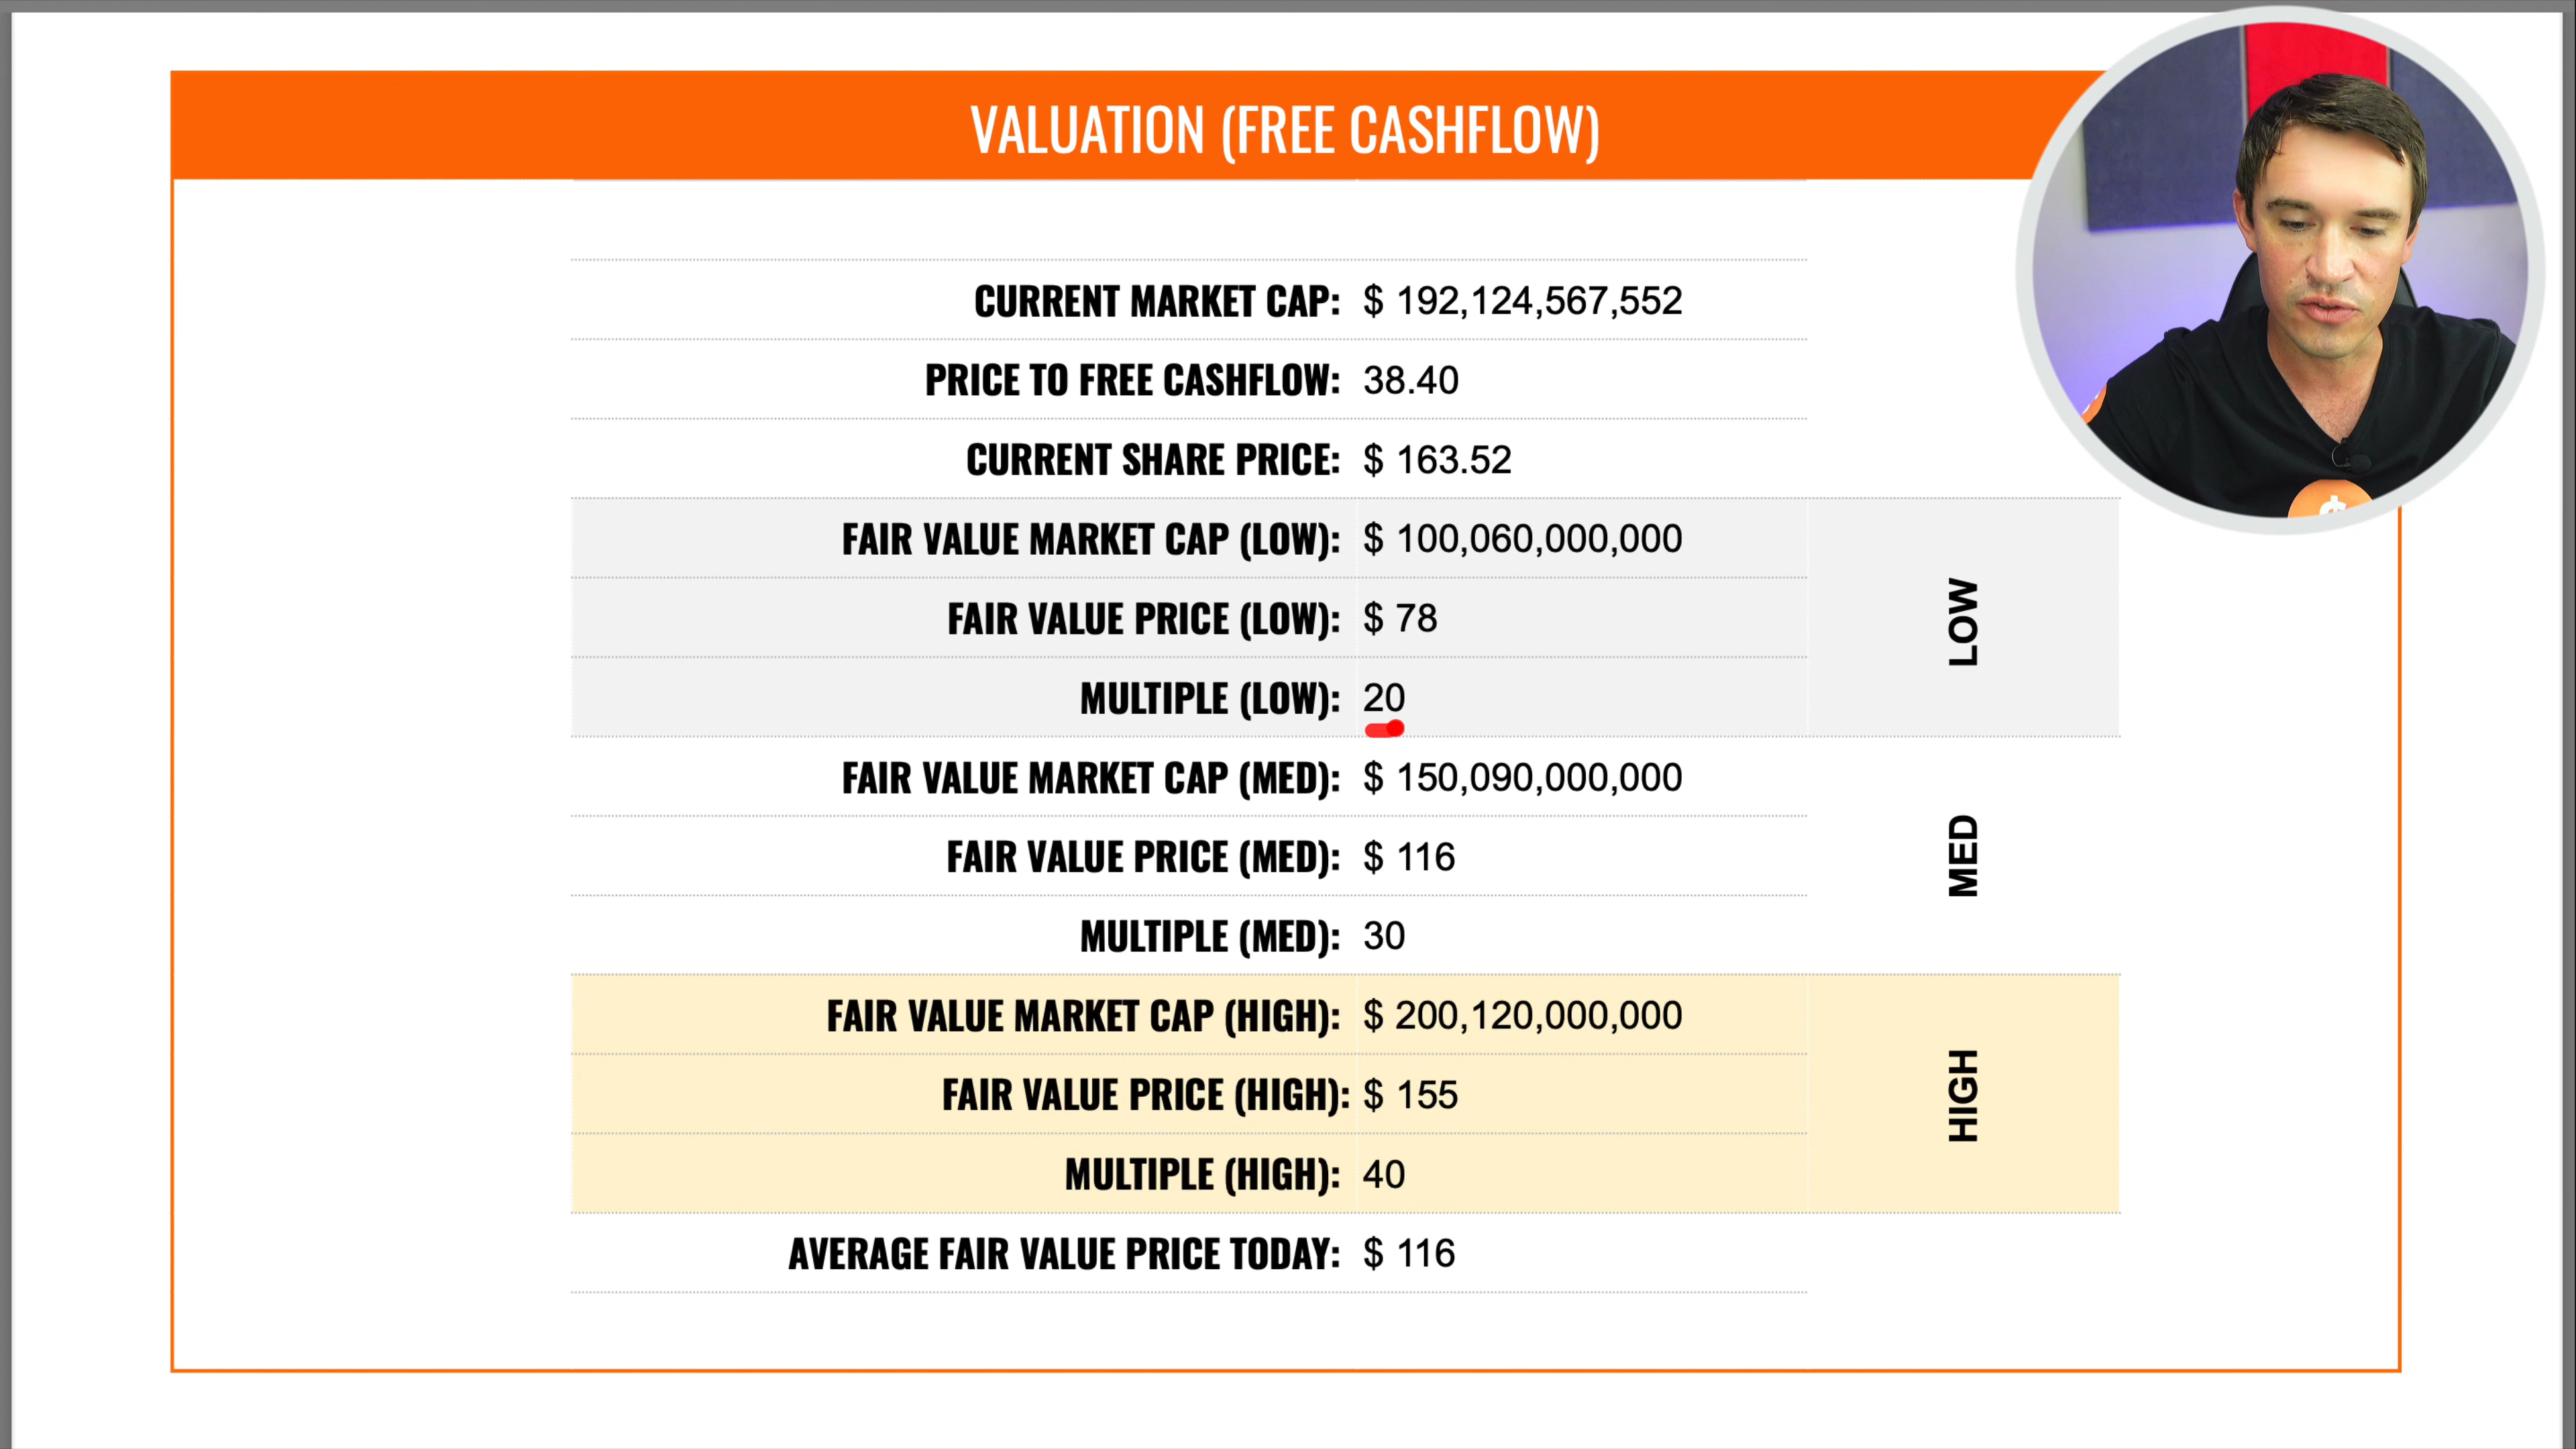 VALUATION (FREE CASHFLOW)
CURRENT MARKET CAP: $ 192,124,567,552
PRICE TO FREE CASHFLOW: 38.40
CURRENT SHARE PRICE: $ 163.52
FAIR VALUE MARKET CAP (LOW): $ 100,060,000,000
FAIR VALUE PRICE (LOW): $ 78
MULTIPLE (LOW): 20
LOW
FAIR VALUE MARKET CAP (MED): $ 150,090,000,000
FAIR VALUE PRICE (MED): $ 116
MULTIPLE (MED): 30
MED
FAIR VALUE MARKET CAP (HIGH): $ 200,120,000,000
FAIR VALUE PRICE (HIGH): $ 155
MULTIPLE (HIGH): 40
HIGH
AVERAGE FAIR VALUE PRICE TODAY: $ 116
$